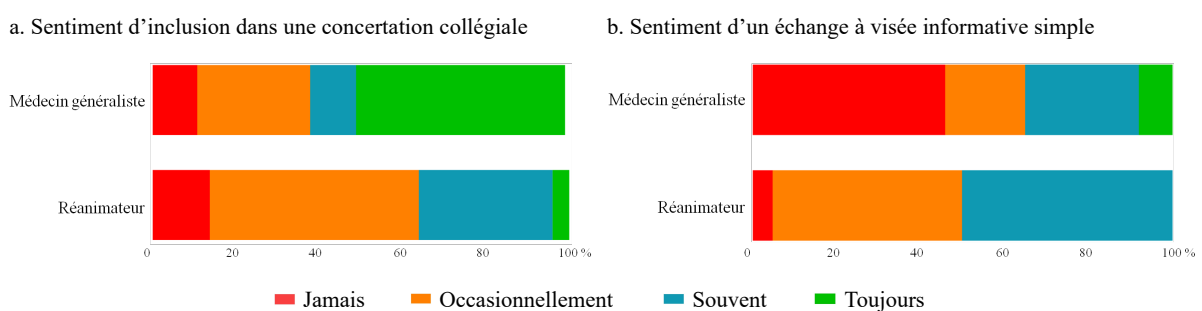 a. Sentiment d’inclusion dans une concertation collégiale
Médecin généraliste
Réanimateur
0 20 40 60 80 100 %
b. Sentiment d’un échange à visée informative simple
Médecin généraliste
Réanimateur
0 20 40 60 80 100 %
Jamais Occasionnellement Souvent Toujours